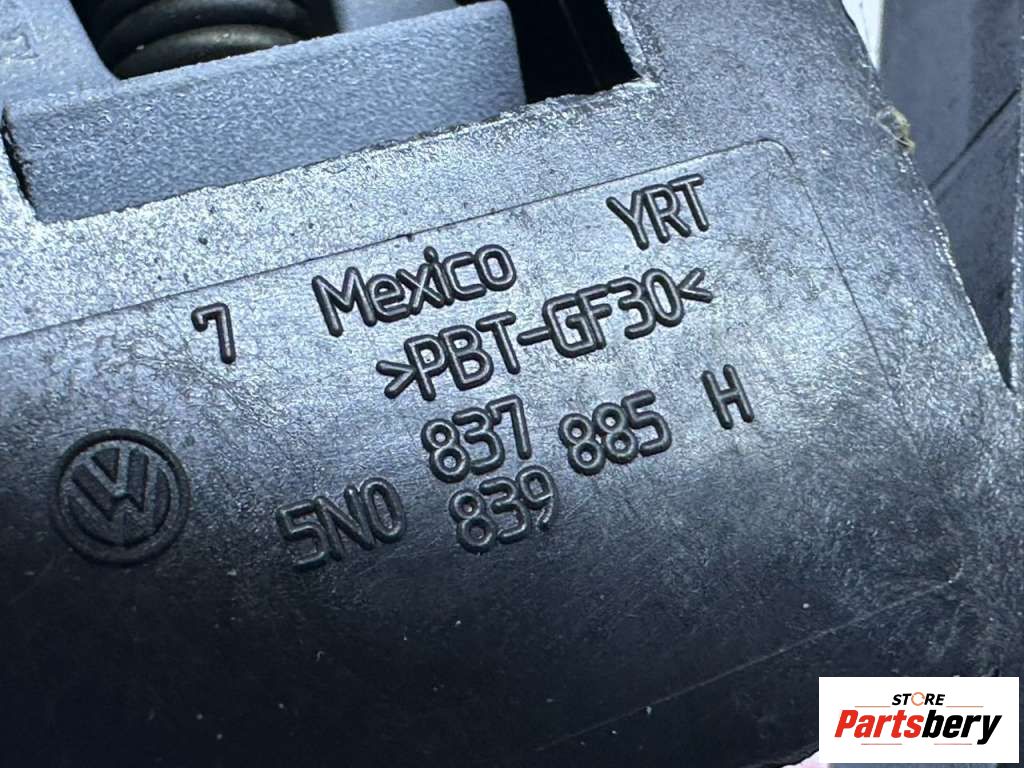 7 Mexico YRT
>PBT-GF30<
837
5N0 885 H
839
STORE
Partsbery